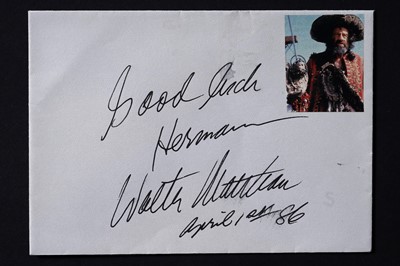 Good Luck
Hermann
Walter Matthau
April 1st 86